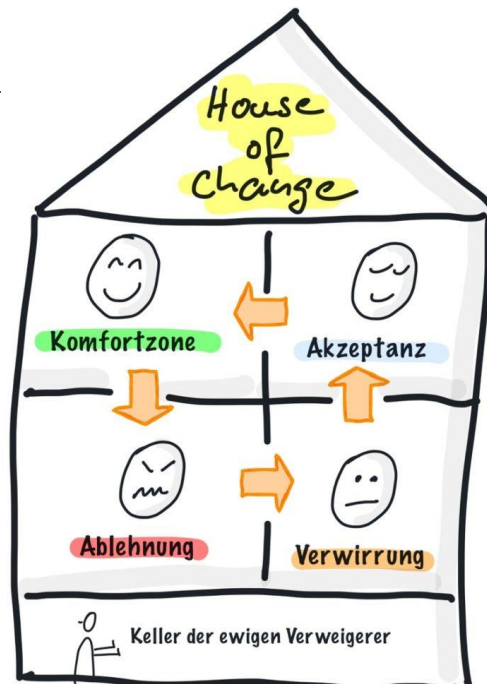 House
of
change
Komfortzone
Akzeptanz
Ablehnung
Verwirrung
Keller der ewigen Verweigerer